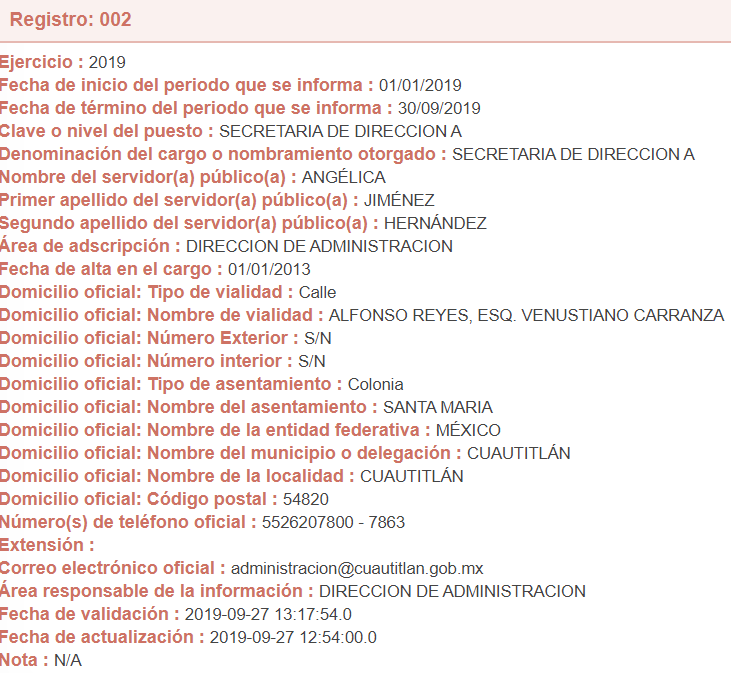 Registro: 002
Ejercicio : 2019
Fecha de inicio del periodo que se informa : 01/01/2019
Fecha de término del periodo que se informa : 30/09/2019
Clave o nivel del puesto : SECRETARIA DE DIRECCION A
Denominación del cargo o nombramiento otorgado : SECRETARIA DE DIRECCION A
Nombre del servidor(a) público(a) : ANGÉLICA
Primer apellido del servidor(a) público(a) : JIMÉNEZ
Segundo apellido del servidor(a) público(a) : HERNÁNDEZ
Área de adscripción : DIRECCION DE ADMINISTRACION
Fecha de alta en el cargo : 01/01/2013
Domicilio oficial: Tipo de vialidad : Calle
Domicilio oficial: Nombre de vialidad : ALFONSO REYES, ESQ. VENUSTIANO CARRANZA
Domicilio oficial: Número Exterior : S/N
Domicilio oficial: Número interior : S/N
Domicilio oficial: Tipo de asentamiento : Colonia
Domicilio oficial: Nombre del asentamiento : SANTA MARIA
Domicilio oficial: Nombre de la entidad federativa : MÉXICO
Domicilio oficial: Nombre del municipio o delegación : CUAUTITLÁN
Domicilio oficial: Nombre de la localidad : CUAUTITLÁN
Domicilio oficial: Código postal : 54820
Número(s) de teléfono oficial : 5526207800 - 7863
Extensión :
Correo electrónico oficial : administracion@cuautitlan.gob.mx
Área responsable de la información : DIRECCION DE ADMINISTRACION
Fecha de validación : 2019-09-27 13:17:54.0
Fecha de actualización : 2019-09-27 12:54:00.0
Nota : N/A